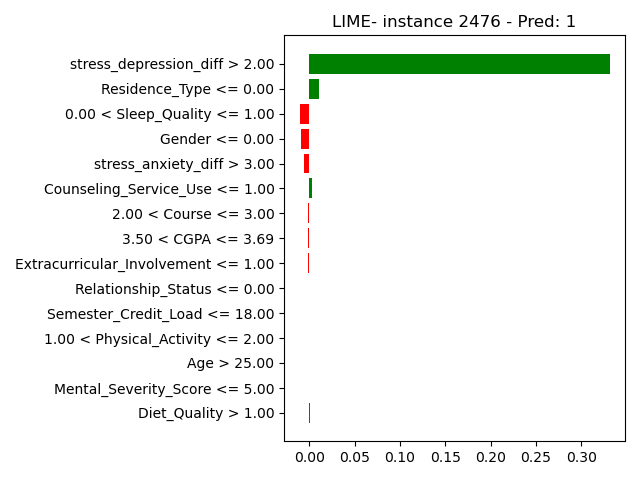 LIME- instance 2476 - Pred: 1
stress_depression_diff > 2.00
Residence_Type <= 0.00
0.00 < Sleep_Quality <= 1.00
Gender <= 0.00
stress_anxiety_diff > 3.00
Counseling_Service_Use <= 1.00
2.00 < Course <= 3.00
3.50 < CGPA <= 3.69
Extracurricular_Involvement <= 1.00
Relationship_Status <= 0.00
Semester_Credit_Load <= 18.00
1.00 < Physical_Activity <= 2.00
Age > 25.00
Mental_Severity_Score <= 5.00
Diet_Quality > 1.00
0.00 0.05 0.10 0.15 0.20 0.25 0.30